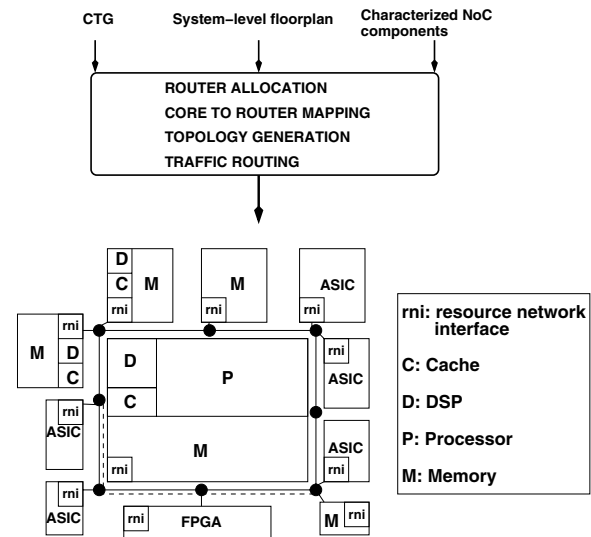 CTG
System-level floorplan
Characterized NoC
components
ROUTER ALLOCATION
CORE TO ROUTER MAPPING
TOPOLOGY GENERATION
TRAFFIC ROUTING
D
C
M
rni
M
rni
ASIC
rni
rni
M
D
C
D
C
P
M
rni
rni
ASIC
rni
ASIC
ASIC
rni
rni
ASIC
rni
FPGA
M
rni
rni: resource network
interface
C: Cache
D: DSP
P: Processor
M: Memory